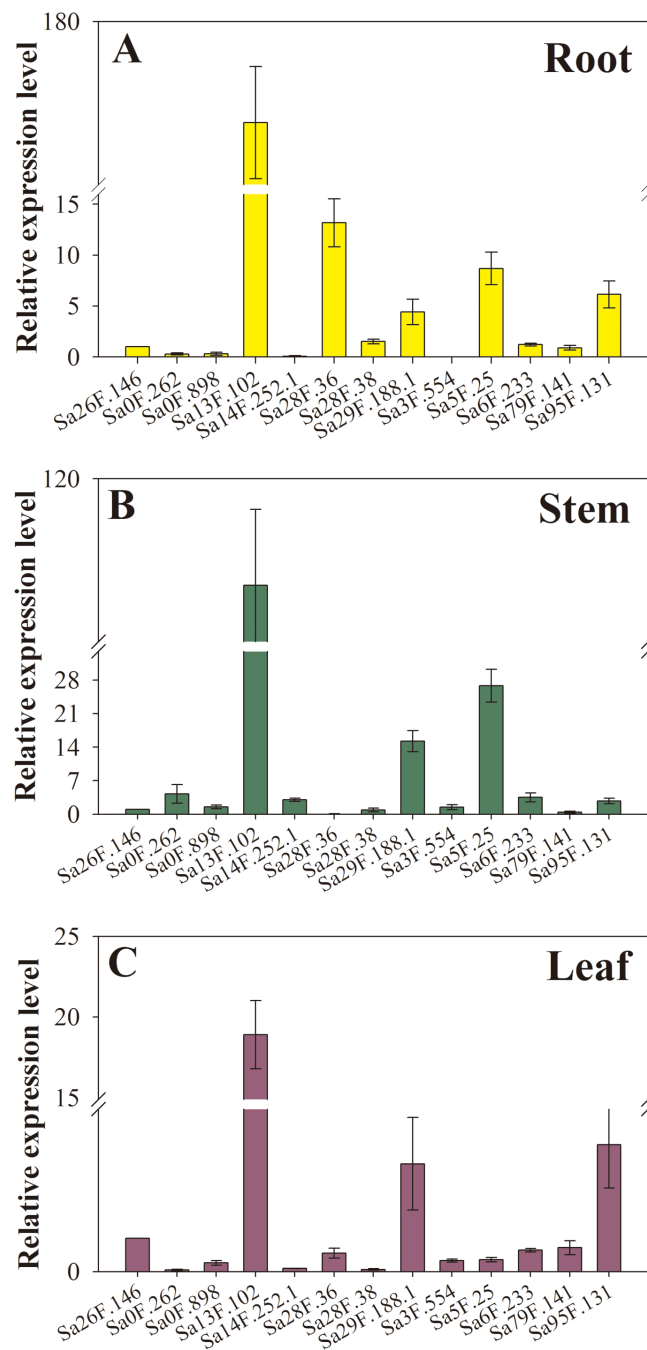 180
A
Root
Relative expression level
15
10
5
0
Sa26F.146
Sa0F.262
Sa0F.898
Sa13F.102
Sa14F.252.1
Sa28F.36
Sa28F.38
Sa29F.188.1
Sa3F.554
Sa5F.25
Sa6F.233
Sa79F.141
Sa95F.131
120
B
Stem
Relative expression level
28
21
14
7
0
Sa26F.146
Sa0F.262
Sa0F.898
Sa13F.102
Sa14F.252.1
Sa28F.36
Sa28F.38
Sa29F.188.1
Sa3F.554
Sa5F.25
Sa6F.233
Sa79F.141
Sa95F.131
25
C
Leaf
Relative expression level
20
15
0
Sa26F.146
Sa0F.262
Sa0F.898
Sa13F.102
Sa14F.252.1
Sa28F.36
Sa28F.38
Sa29F.188.1
Sa3F.554
Sa5F.25
Sa6F.233
Sa79F.141
Sa95F.131